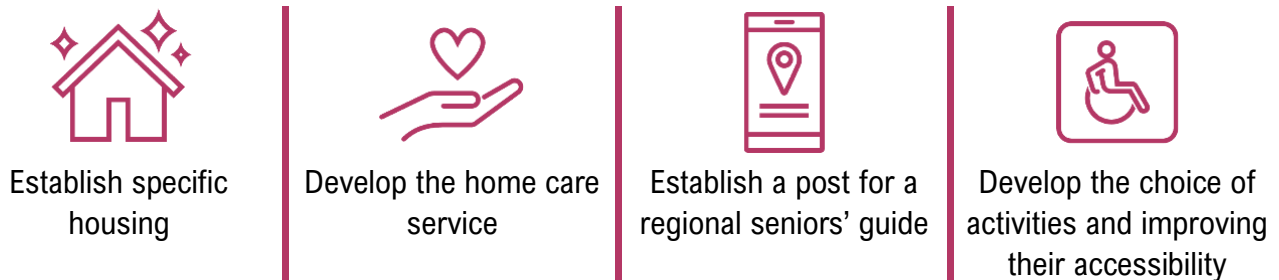 Establish specific
housing
Develop the home care
service
Establish a post for a
regional seniors’ guide
Develop the choice of
activities and improving
their accessibility